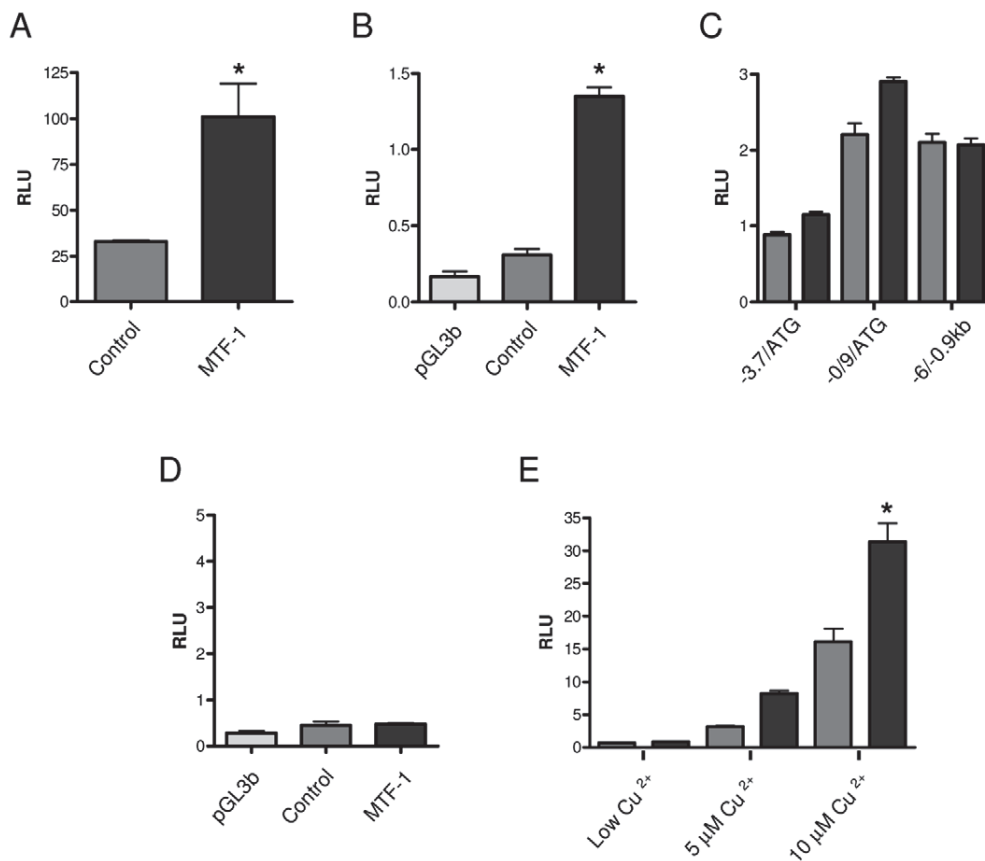 A
RLU
125
100
75
50
25
0
*
Control
MTF-1
B
RLU
1.5
1.0
0.5
0.0
*
pGL3b
Control
MTF-1
C
3
2
1
0
-3.7/ATG
-0/9/ATG
-6/-0.9kb
D
RLU
5
4
3
2
1
0
pGL3b
Control
MTF-1
E
RLU
35
30
25
20
15
10
5
0
*
Low Cu 2+
5 µM Cu 2+
10 µM Cu 2+